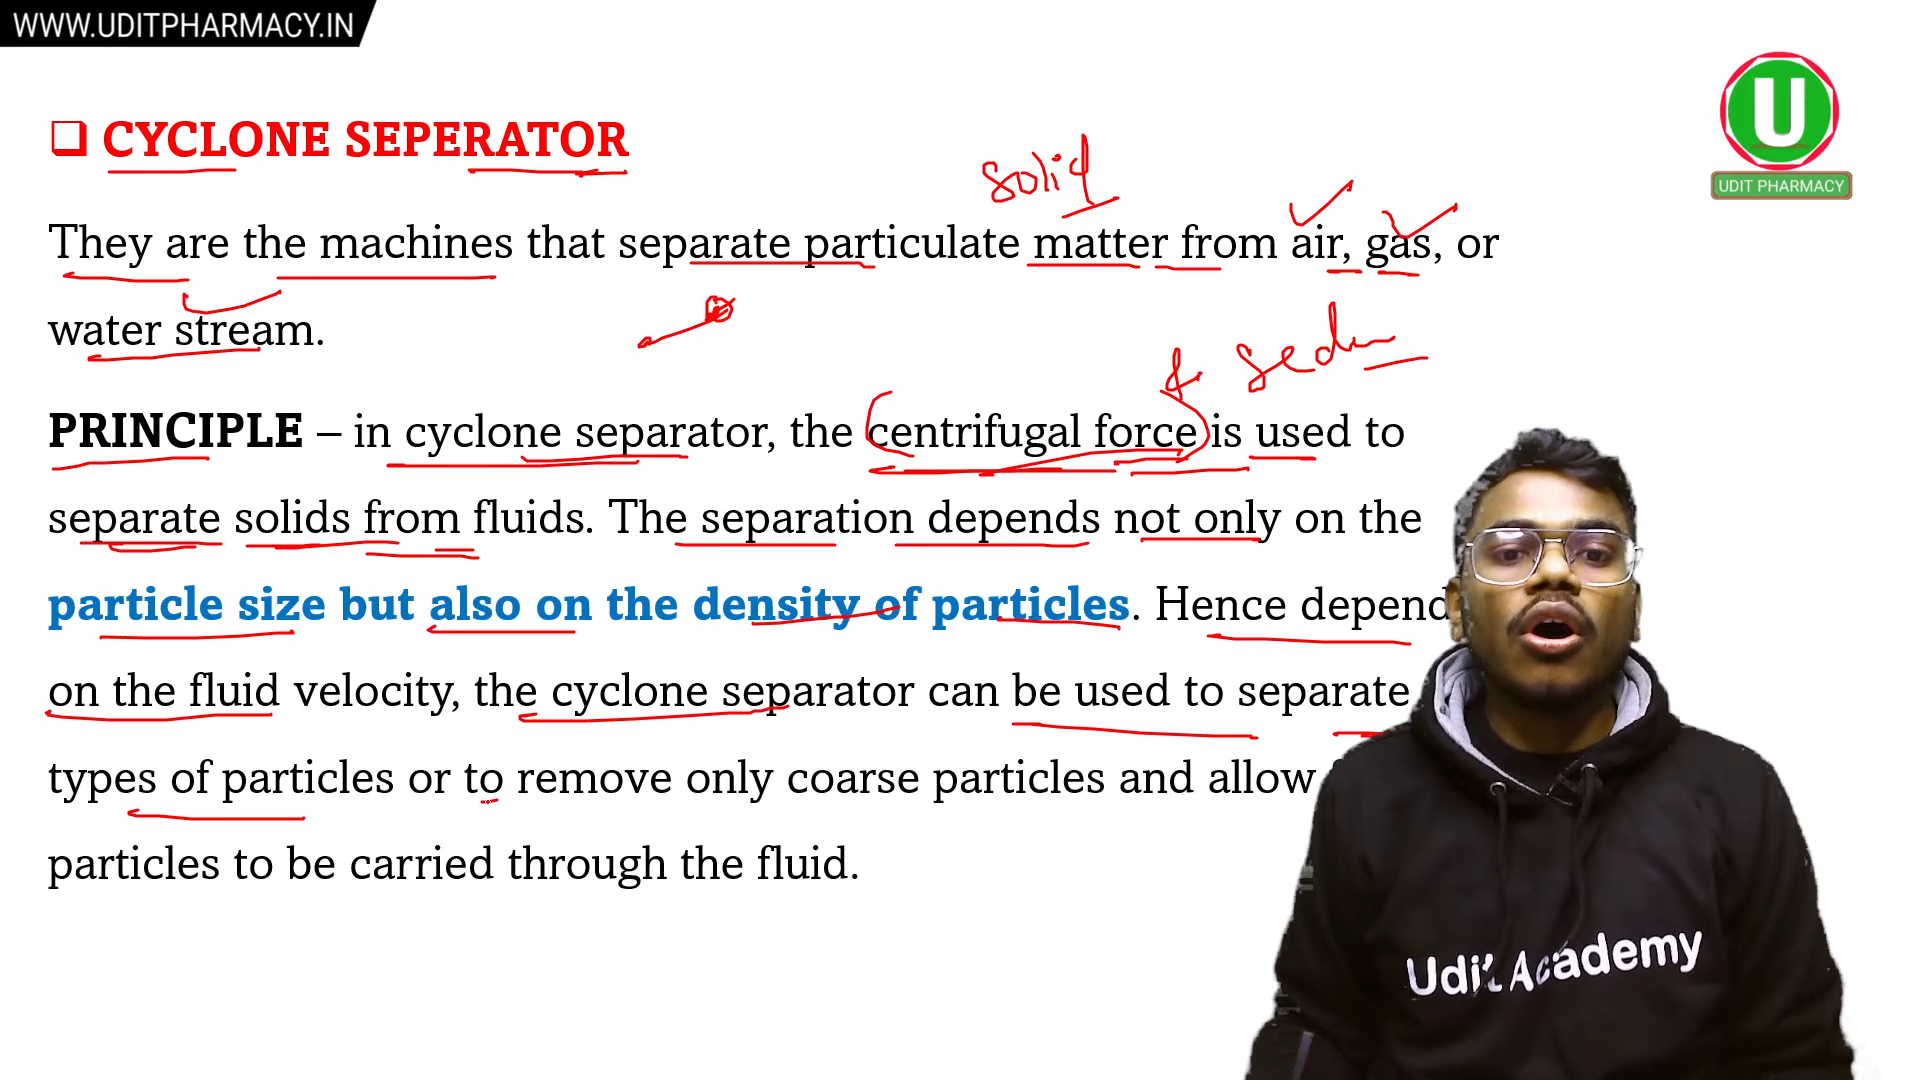 WWW.UDITPHARMACY.IN
U
UDIT PHARMACY
❑ CYCLONE SEPERATOR
solid
They are the machines that separate particulate matter from air, gas, or
water stream.
&
PRINCIPLE – in cyclone separator, the centrifugal force is used to
separate solids from fluids. The separation depends not only on the
particle size but also on the density of particles. Hence depend
on the fluid velocity, the cyclone separator can be used to separate
types of particles or to remove only coarse particles and allow
particles to be carried through the fluid.
Udit Academy